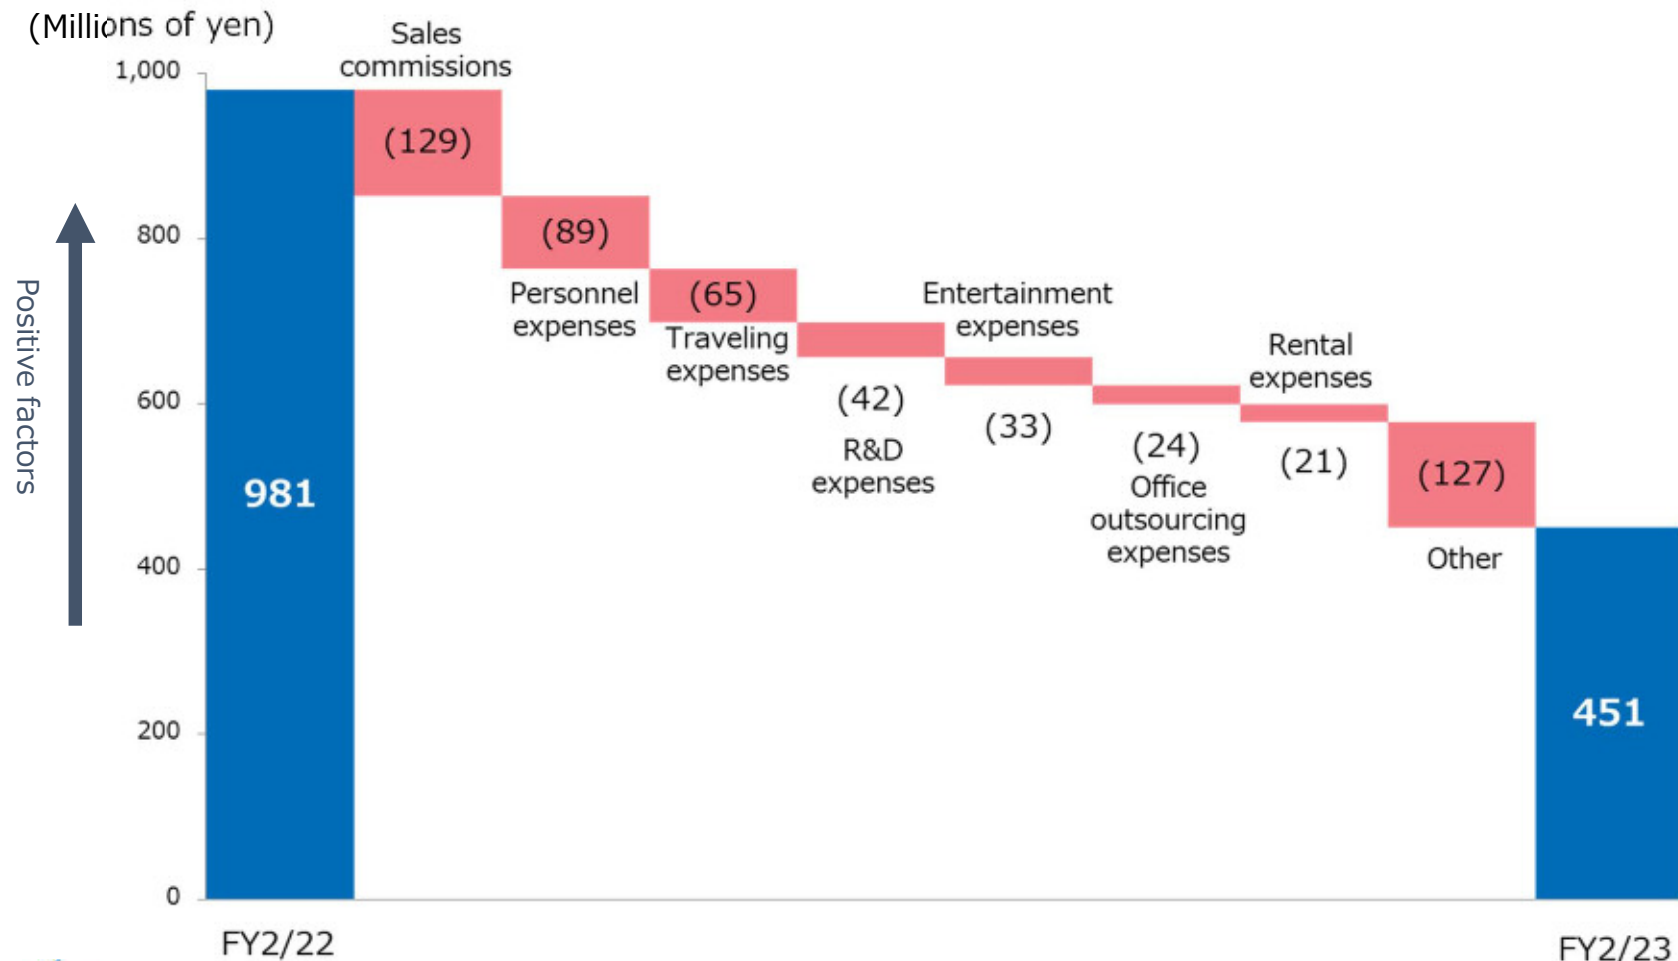 (Millions of yen)
Sales
commissions
1,000
(129)
800
(89)
Personnel
expenses
(65)
Traveling
expenses
Entertainment
expenses
Rental
expenses
Positive factors
600
(42)
R&D
expenses
(33)
(24)
Office
outsourcing
expenses
(21)
(127)
Other
981
400
451
200
0
FY2/22
FY2/23